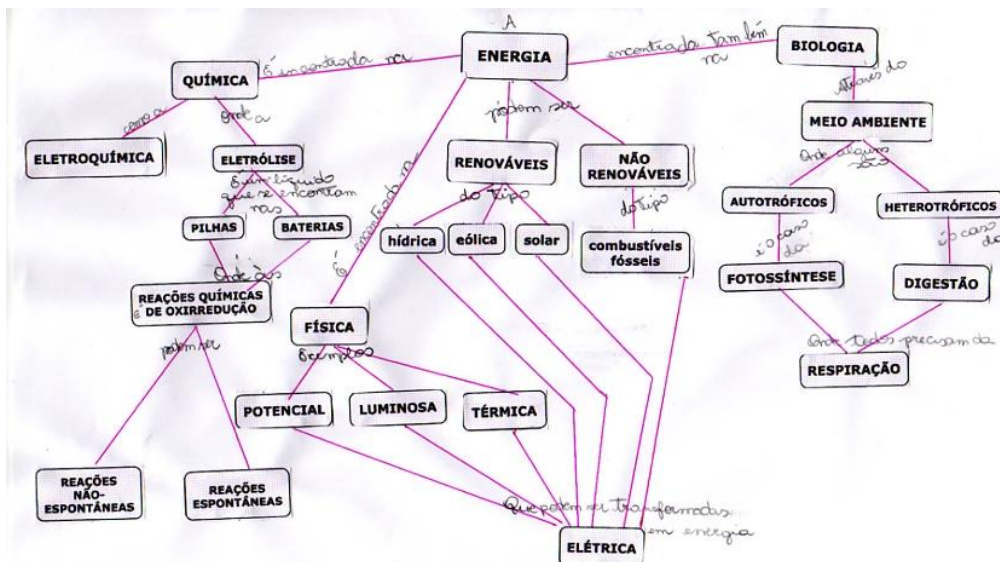 A
ENERGIA
É encontrada na
QUÍMICA
como a
ELETROQUÍMICA
Onde a
ELETRÓLISE
É um líquido
que se encontram
nas
PILHAS
BATERIAS
Onde às
REAÇÕES QUÍMICAS
DE OXIRREDUÇÃO
é
podem ser
REAÇÕES
NÃO-
ESPONTÂNEAS
REAÇÕES
ESPONTÂNEAS
É encontrada na
FÍSICA
Exemplos
POTENCIAL
LUMINOSA
TÉRMICA
podem ser
RENOVÁVEIS
do tipo
hídrica
eólica
solar
NÃO
RENOVÁVEIS
do tipo
combustíveis
fósseis
Que podem ser transformadas
em energia
ELÉTRICA
encontrada também
na
BIOLOGIA
Através do
MEIO AMBIENTE
Onde alguns
são
AUTOTRÓFICOS
é o caso
da
FOTOSSÍNTESE
HETEROTRÓFICOS
é o caso
da
DIGESTÃO
Onde todos precisam da
RESPIRAÇÃO